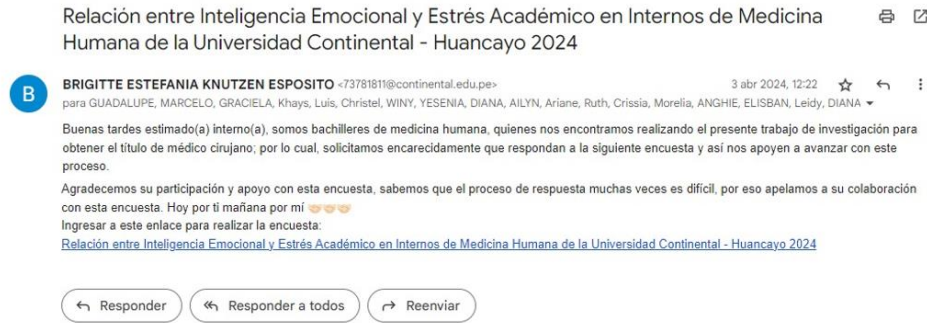 Relación entre Inteligencia Emocional y Estrés Académico en Internos de Medicina
Humana de la Universidad Continental - Huancayo 2024
B
BRIGITTE ESTEFANIA KNUTZEN ESPOSITO <73781811@continental.edu.pe>
3 abr 2024, 12:22
para GUADALUPE, MARCELO, GRACIELA, Khays, Luis, Christel, WINY, YESENIA, DIANA, AILYN, Ariane, Ruth, Crissia, Morelia, ANGHIE, ELISBAN, Leidy, DIANA
Buenas tardes estimado(a) interno(a), somos bachilleres de medicina humana, quienes nos encontramos realizando el presente trabajo de investigación para
obtener el título de médico cirujano; por lo cual, solicitamos encarecidamente que respondan a la siguiente encuesta y así nos apoyen a avanzar con este
proceso.
Agradecemos su participación y apoyo con esta encuesta, sabemos que el proceso de respuesta muchas veces es difícil, por eso apelamos a su colaboración
con esta encuesta. Hoy por ti mañana por mí 🤝🏻🤝🏻🤝🏻
Ingresar a este enlace para realizar la encuesta:
Relación entre Inteligencia Emocional y Estrés Académico en Internos de Medicina Humana de la Universidad Continental - Huancayo 2024
Responder
Responder a todos
Reenviar